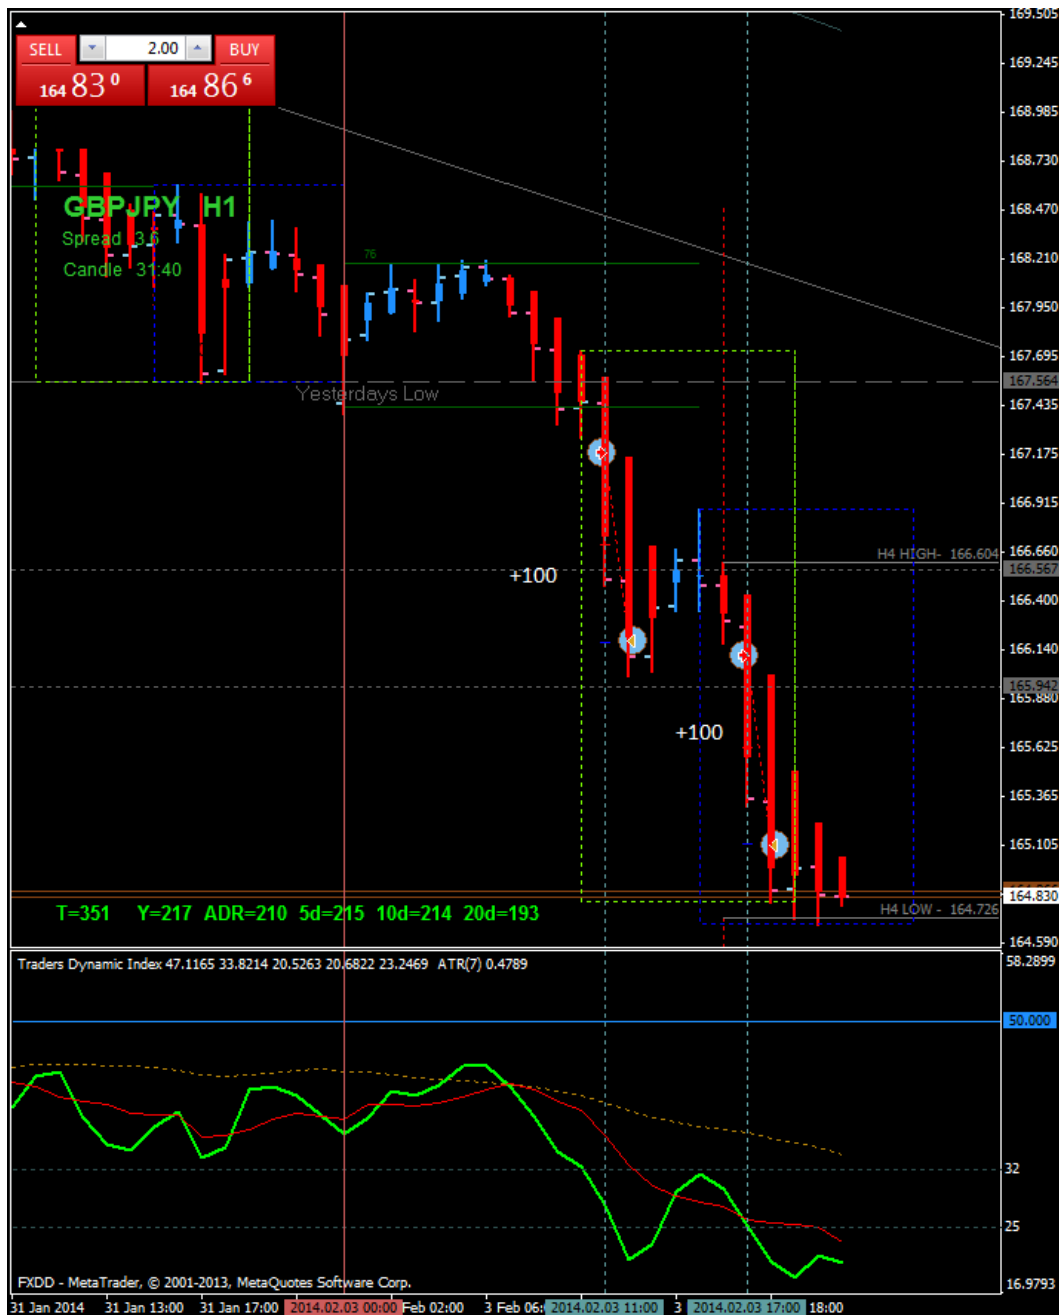 169.505
SELL 2.00 BUY
164 83 0 164 86 6
169.245
168.985
168.730
GBPJPY H1
168.470
Spread 3.6
76
168.210
Candle 31:40
167.950
167.695
167.564
Yesterdays Low
167.435
167.175
166.915
H4 HIGH- 166.604
166.660
166.567
+100
166.400
166.140
165.942
165.880
+100
165.625
165.365
165.105
164.830
T=351 Y=217 ADR=210 5d=215 10d=214 20d=193
H4 LOW - 164.726
164.590
Traders Dynamic Index 47.1165 33.8214 20.5263 20.6822 23.2469 ATR(7) 0.4789
58.2899
50.000
32
25
FXDD - MetaTrader, © 2001-2013, MetaQuotes Software Corp.
16.9793
31 Jan 2014 31 Jan 13:00 31 Jan 17:00 2014.02.03 00:00 Feb 02:00 3 Feb 06: 2014.02.03 11:00 3 2014.02.03 17:00 18:00